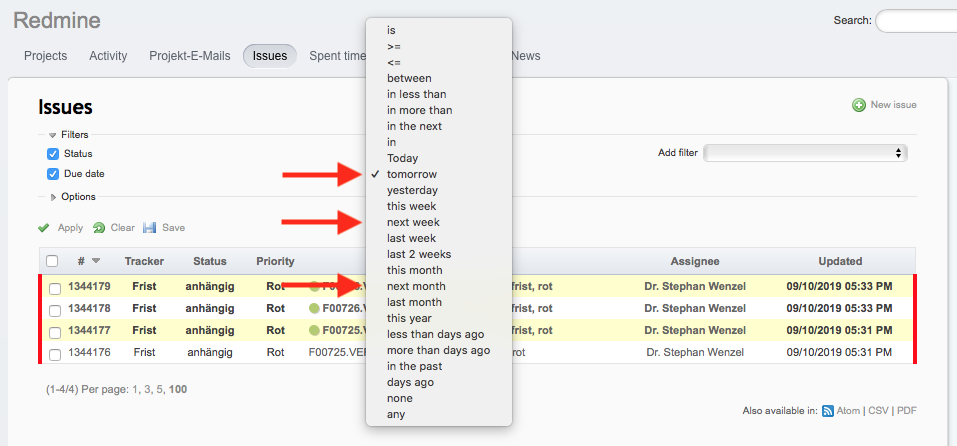 Redmine
Search:
Projects Activity Projekt-E-Mails Issues Spent time News
is
>=
<=
between
in less than
in more than
in the next
in
Today
✓ tomorrow
yesterday
this week
next week
last week
last 2 weeks
this month
next month
last month
this year
less than days ago
more than days ago
in the past
days ago
none
any
Issues
New issue
Filters
Status
Add filter
Due date
Options
Apply Clear Save
# Tracker Status Priority Assignee Updated
1344179 Frist anhängig Rot frist, rot Dr. Stephan Wenzel 09/10/2019 05:33 PM
1344178 Frist anhängig Rot F00726.VE frist, rot Dr. Stephan Wenzel 09/10/2019 05:33 PM
1344177 Frist anhängig Rot F00725.VE frist, rot Dr. Stephan Wenzel 09/10/2019 05:31 PM
1344176 Frist anhängig Rot F00725.VE rot Dr. Stephan Wenzel 09/10/2019 05:31 PM
(1-4/4) Per page: 1, 3, 5, 100
Also available in: Atom | CSV | PDF